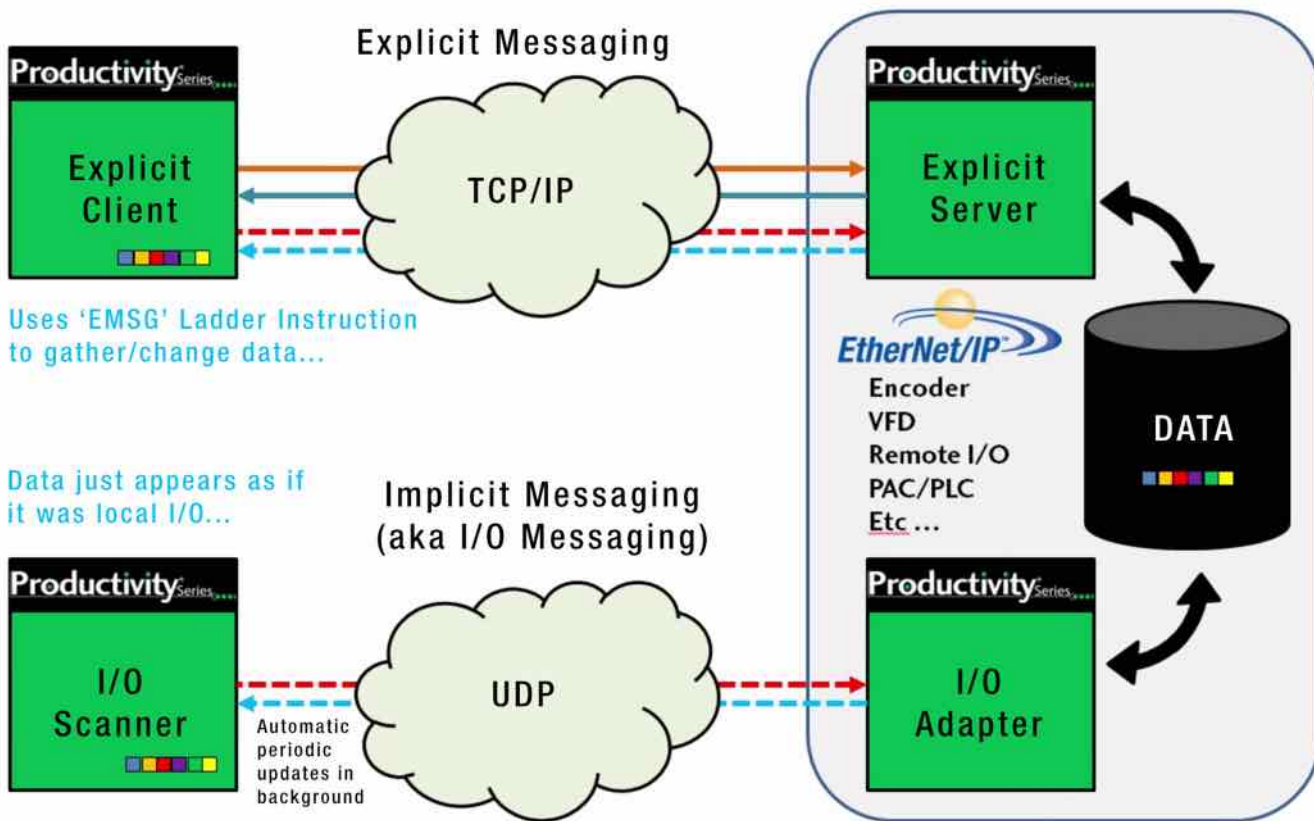 Explicit Messaging
Productivity Series
Explicit
Client
TCP/IP
Productivity Series
Explicit
Server
Uses ‘EMSG’ Ladder Instruction
to gather/change data...
EtherNet/IP™
Encoder
VFD
Remote I/O
PAC/PLC
Etc ...
DATA
Data just appears as if
it was local I/O...
Implicit Messaging
(aka I/O Messaging)
Productivity Series
I/O
Scanner
Automatic
periodic
updates in
background
UDP
Productivity Series
I/O
Adapter